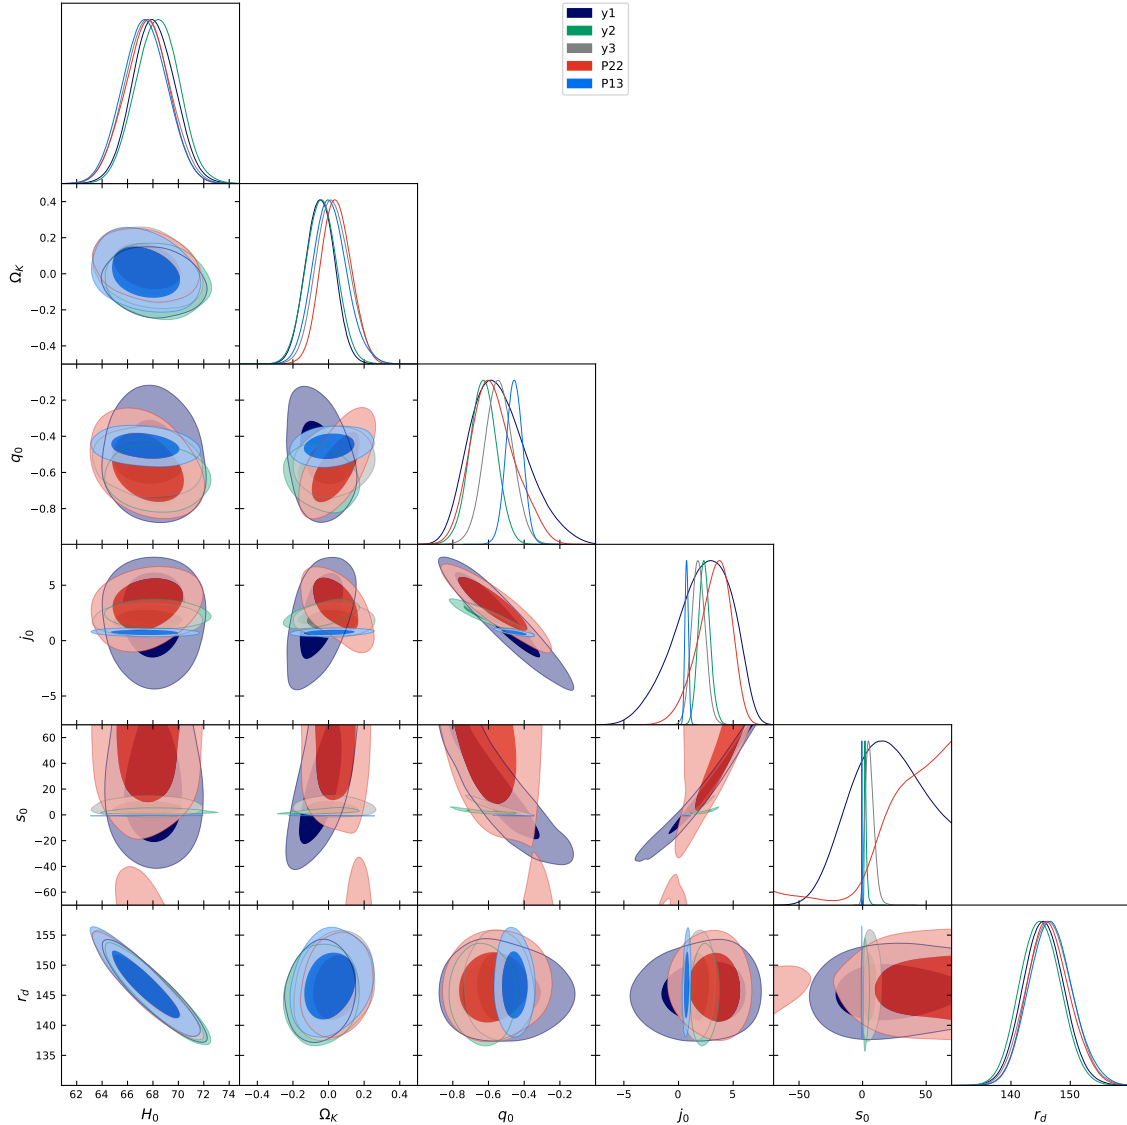 y1
y2
y3
P22
P13
0.4
0.2
0.0
−0.2
−0.4
Ω_K
−0.2
−0.4
−0.6
−0.8
q_0
5
0
−5
j_0
60
40
20
0
−20
−40
−60
s_0
155
150
145
140
135
r_d
62 64 66 68 70 72 74
−0.4 −0.2 0.0 0.2 0.4
−0.8 −0.6 −0.4 −0.2
−5 0 5
−50 0 50
140 150
H_0
Ω_K
q_0
j_0
s_0
r_d